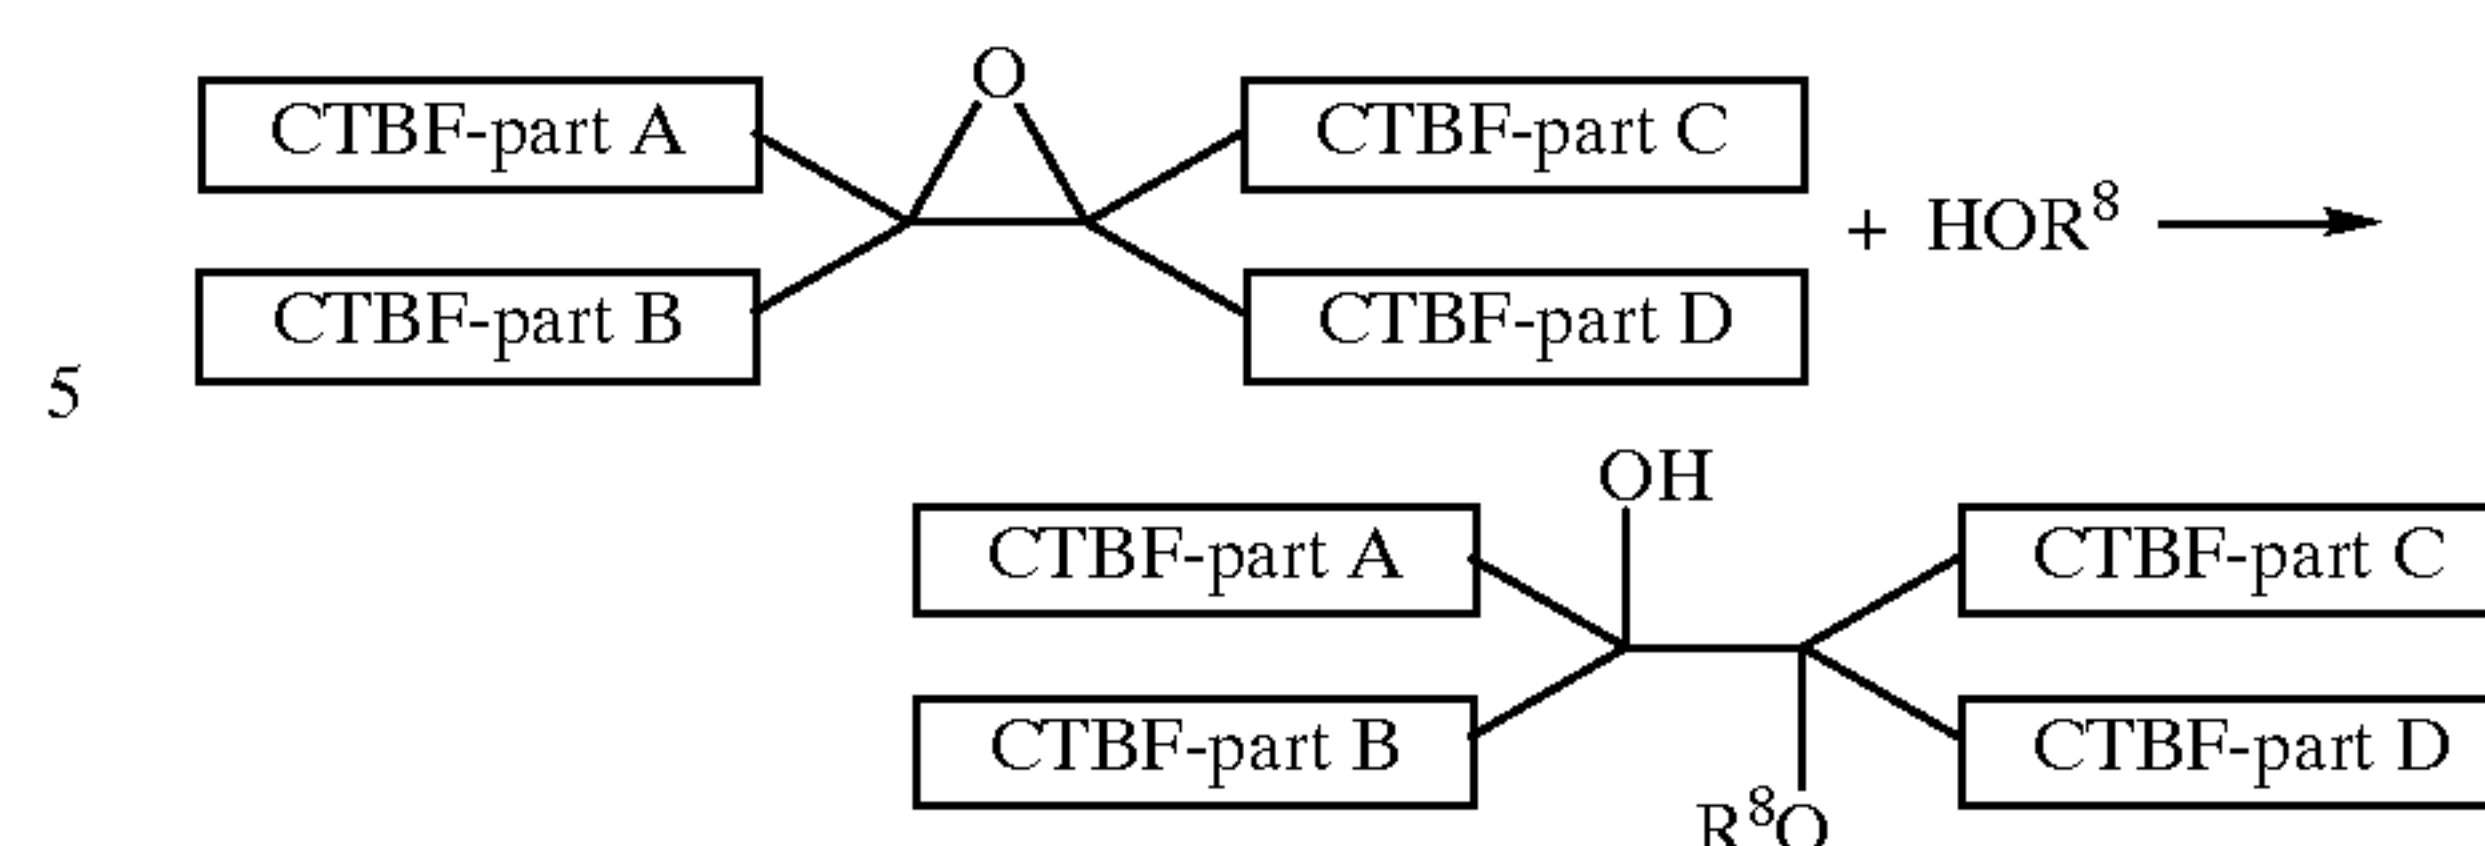 O
CTBF-part A CTBF-part C
+ HOR⁸
CTBF-part B CTBF-part D
5
OH
CTBF-part A CTBF-part C
CTBF-part B CTBF-part D
R⁸O